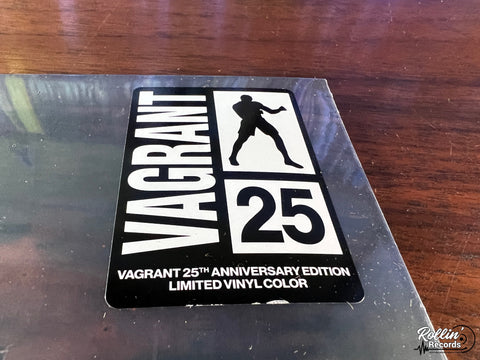 VAGRANT
25
VAGRANT 25TH ANNIVERSARY EDITION
LIMITED VINYL COLOR
Rollin'
Records